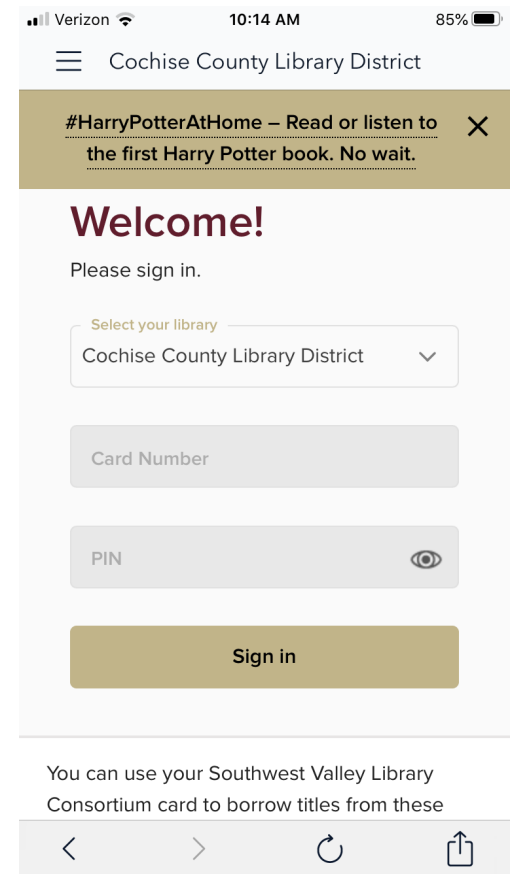 Verizon 10:14 AM 85%
Cochise County Library District
#HarryPotterAtHome – Read or listen to
the first Harry Potter book. No wait.
Welcome!
Please sign in.
Select your library
Cochise County Library District
Card Number
PIN
Sign in
You can use your Southwest Valley Library
Consortium card to borrow titles from these